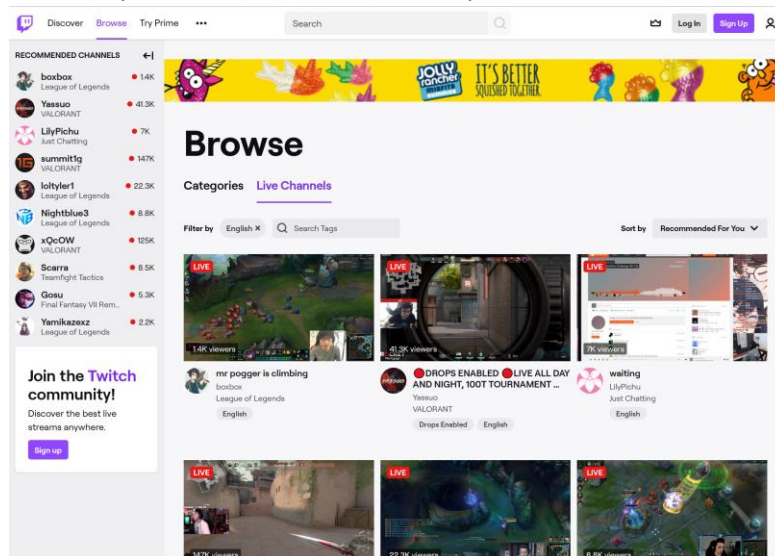 Discover Browse Try Prime ••• Search Log In Sign Up
RECOMMENDED CHANNELS
boxbox 1.4K
League of Legends
Yassuo 41.3K
VALORANT
LilyPichu 7K
Just Chatting
summit1g 147K
VALORANT
loltyler1 22.3K
League of Legends
Nightblue3 8.8K
League of Legends
xQcOW 125K
VALORANT
Scarra 8.5K
Teamfight Tactics
Gosu 5.3K
Final Fantasy VII Rem...
Yamikazexz 2.2K
League of Legends
Join the Twitch
community!
Discover the best live
streams anywhere.
Sign up
JOLLY
RANCHER
MISFITS
IT'S BETTER
SQUISHED TOGETHER.
Browse
Categories Live Channels
Filter by English × Search Tags Sort by Recommended For You
LIVE
1.4K viewers
mr pogger is climbing
boxbox
League of Legends
English
LIVE
41.3K viewers
DROPS ENABLED LIVE ALL DAY
AND NIGHT, 100T TOURNAMENT ...
Yassuo
VALORANT
Drops Enabled English
LIVE
7K viewers
waiting
LilyPichu
Just Chatting
English
LIVE
147K viewers
LIVE
22.3K viewers
LIVE
8.8K viewers